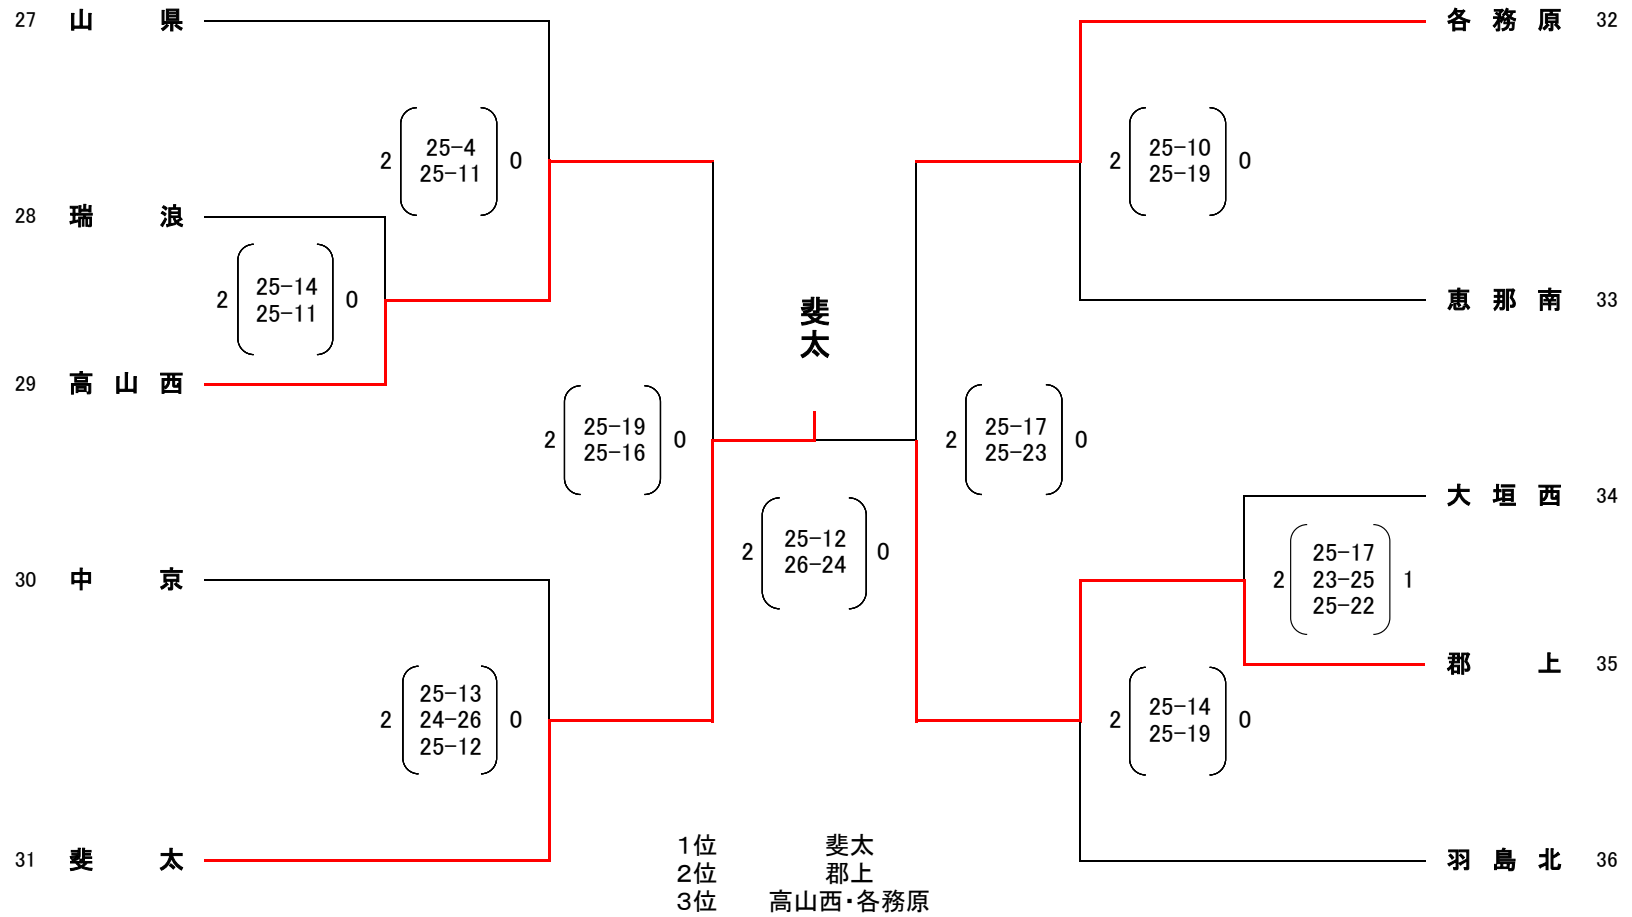 27 山県
各務原 32
2 25-4 0
25-11
2 25-10 0
25-19
28 瑞浪
2 25-14 0
25-11
恵那南 33
斐太
29 高山西
2 25-19 0
25-16
2 25-17 0
25-23
大垣西 34
2 25-12 0
26-24
2 25-17 1
23-25
25-22
30 中京
郡上 35
2 25-13 0
24-26
25-12
2 25-14 0
25-19
31 斐太
羽島北 36
1位 斐太
2位 郡上
3位 高山西・各務原